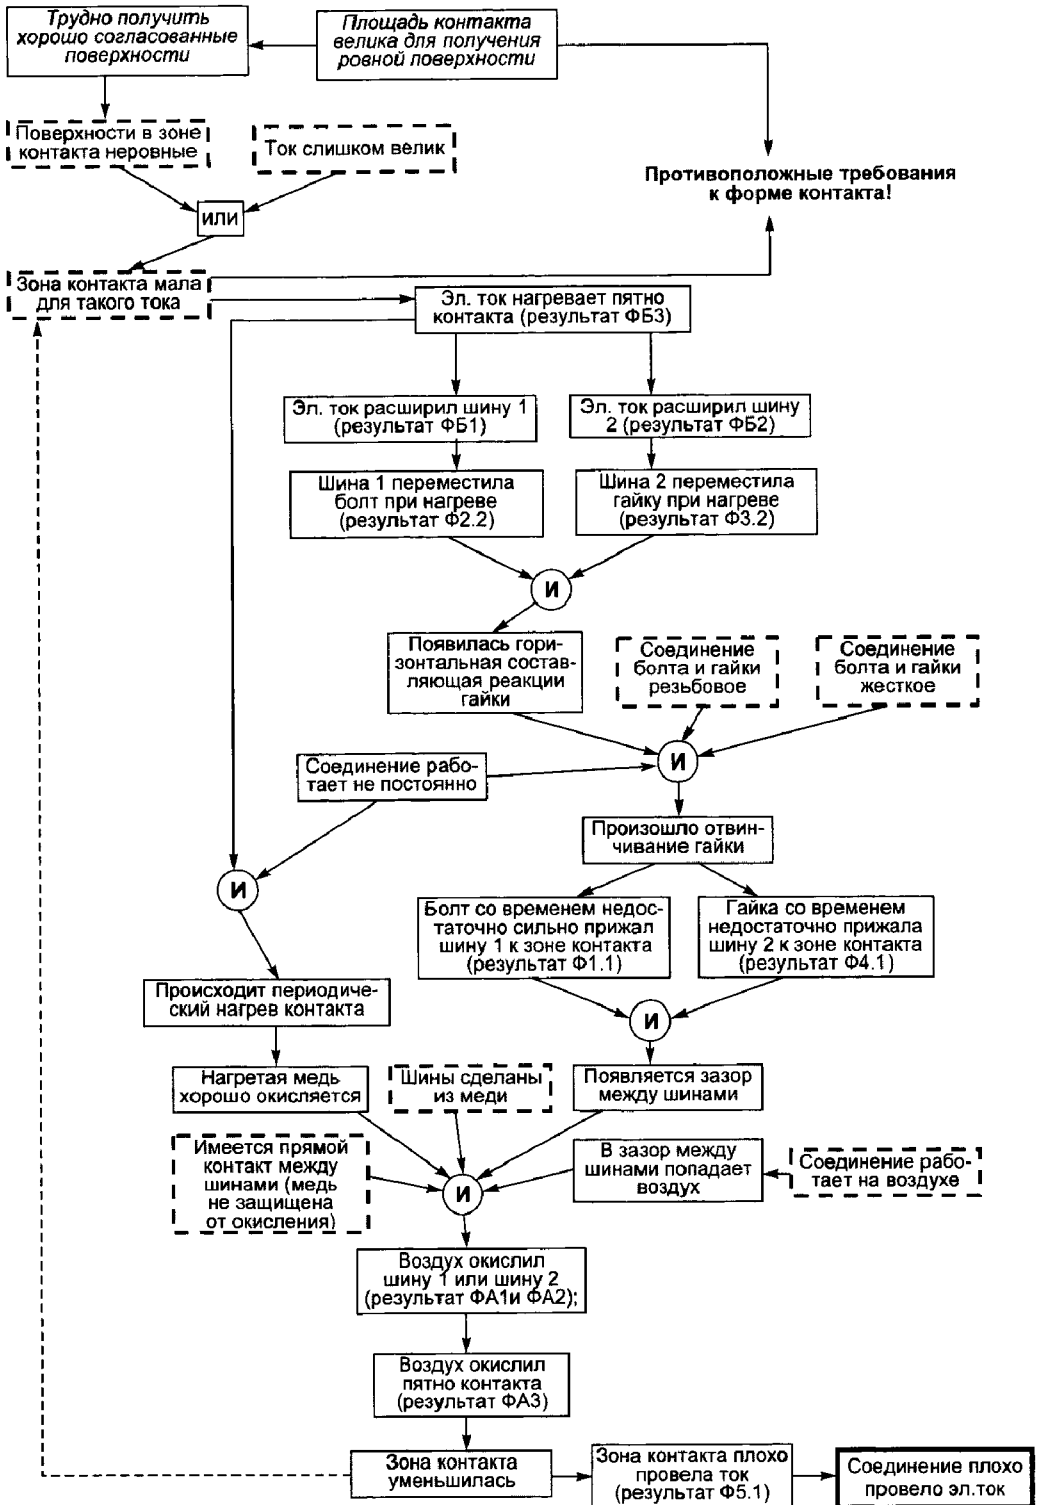 Трудно получить
хорошо согласованные
поверхности
Площадь контакта
велика для получения
ровной поверхности
Поверхности в зоне
контакта неровные
Ток слишком велик
Противоположные требования
к форме контакта!
ИЛИ
Зона контакта мала
для такого тока
Эл. ток нагревает пятно
контакта (результат ФБ3)
Эл. ток расширил шину 1
(результат ФБ1)
Эл. ток расширил шину
2 (результат ФБ2)
Шина 1 переместила
болт при нагреве
(результат Ф2.2)
Шина 2 переместила
гайку при нагреве
(результат Ф3.2)
И
Появилась гори-
зонтальная состав-
ляющая реакции
гайки
Соединение
болта и гайки
резьбовое
Соединение
болта и гайки
жесткое
И
Соединение рабо-
тает не постоянно
Произошло отвин-
чивание гайки
И
Болт со временем недос-
таточно сильно прижал
шину 1 к зоне контакта
(результат Ф1.1)
Гайка со временем
недостаточно прижала
шину 2 к зоне контакта
(результат Ф4.1)
Происходит периодиче-
ский нагрев контакта
И
Нагретая медь
хорошо окисляется
Шины сделаны
из меди
Появляется зазор
между шинами
Имеется прямой
контакт между
шинами (медь
не защищена
от окисления)
И
В зазор между
шинами попадает
воздух
Соединение рабо-
тает на воздухе
Воздух окислил
шину 1 или шину 2
(результат ФА1и ФА2);
Воздух окислил
пятно контакта
(результат ФА3)
Зона контакта
уменьшилась
Зона контакта плохо
провела ток
(результат Ф5.1)
Соединение плохо
провело эл.ток